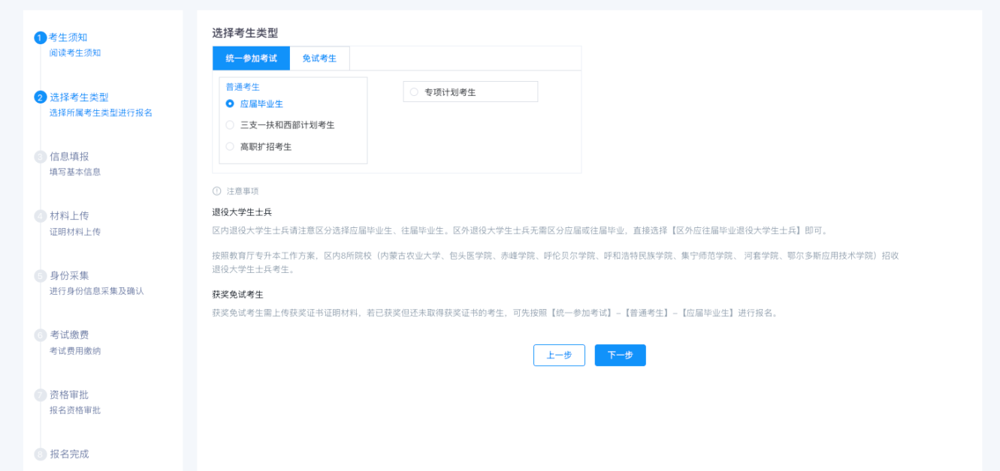 1 考生须知
阅读考生须知
2 选择考生类型
选择所属考生类型进行报名
3 信息填报
填写基本信息
4 材料上传
证明材料上传
5 身份采集
进行身份信息采集及确认
6 考试缴费
考试费用缴纳
7 资格审批
报名资格审批
8 报名完成
选择考生类型
统一参加考试 免试考生
普通考生
应届毕业生
三支一扶和西部计划考生
高职扩招考生
专项计划考生
注意事项
退役大学生士兵
区内退役大学生士兵请注意区分选择应届毕业生、往届毕业生。区外退役大学生士兵无需区分应届或往届毕业，直接选择【区外应往届毕业退役大学生士兵】即可。
按照教育厅专升本工作方案，区内8所院校（内蒙古农业大学、包头医学院、赤峰学院、呼伦贝尔学院、呼和浩特民族学院、集宁师范学院、 河套学院、鄂尔多斯应用技术学院）招收
退役大学生士兵考生。
获奖免试考生
获奖免试考生需上传获奖证书证明材料，若已获奖但还未取得获奖证书的考生，可先按照【统一参加考试】-【普通考生】-【应届毕业生】进行报名。
上一步 下一步